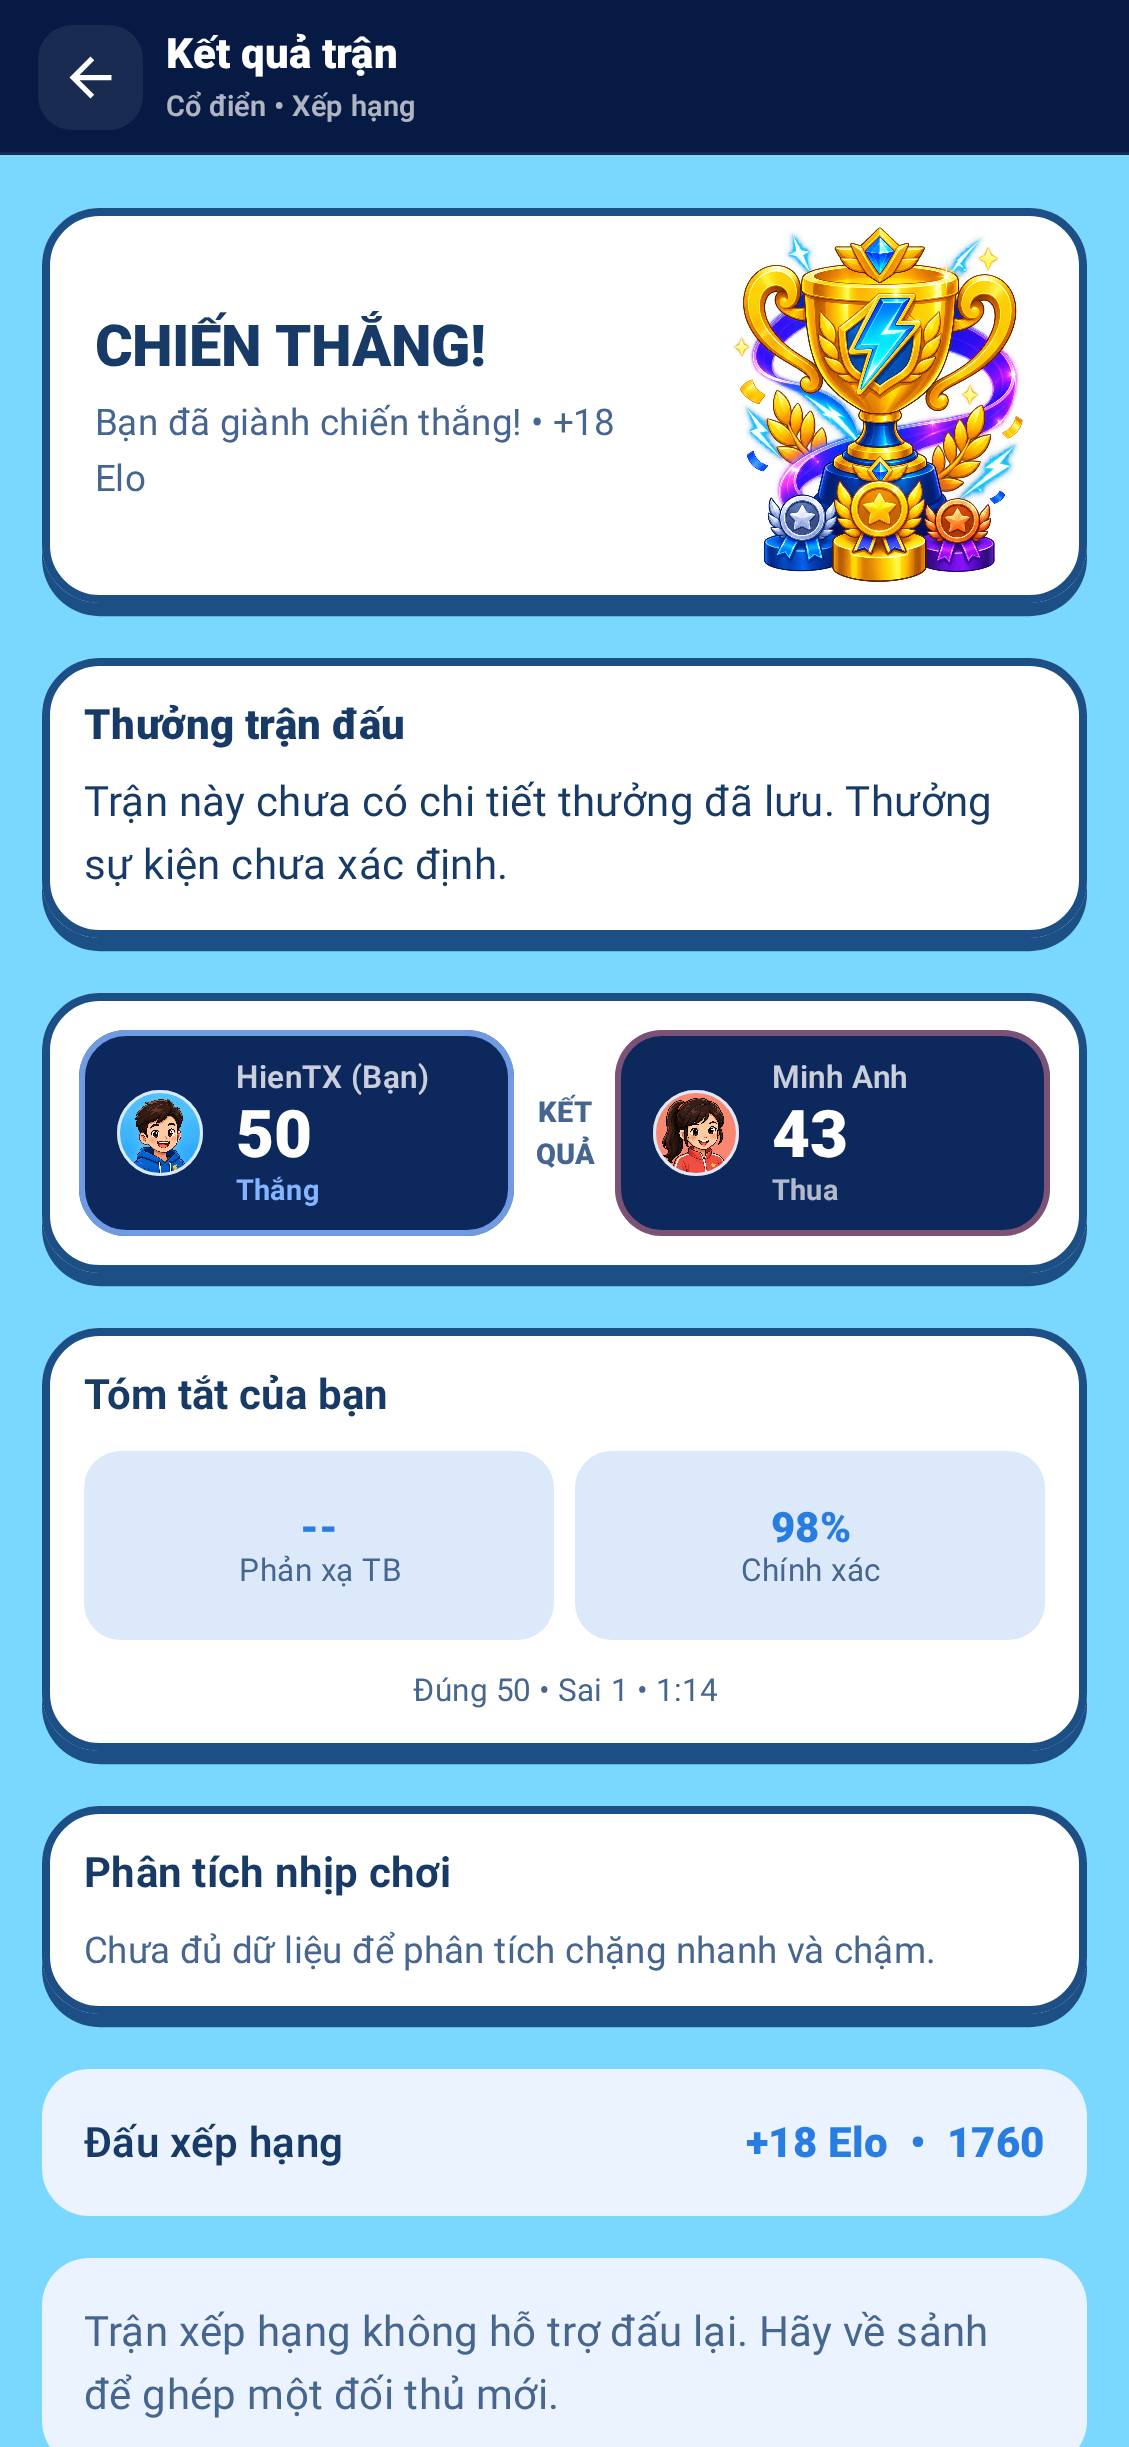 Kết quả trận
Cổ điển • Xếp hạng
CHIẾN THẮNG!
Bạn đã giành chiến thắng! • +18
Elo
Thưởng trận đấu
Trận này chưa có chi tiết thưởng đã lưu. Thưởng
sự kiện chưa xác định.
HienTX (Bạn)
50
Thắng
KẾT
QUẢ
Minh Anh
43
Thua
Tóm tắt của bạn
--
Phản xạ TB
98%
Chính xác
Đúng 50 • Sai 1 • 1:14
Phân tích nhịp chơi
Chưa đủ dữ liệu để phân tích chặng nhanh và chậm.
Đấu xếp hạng
+18 Elo • 1760
Trận xếp hạng không hỗ trợ đấu lại. Hãy về sảnh
để ghép một đối thủ mới.